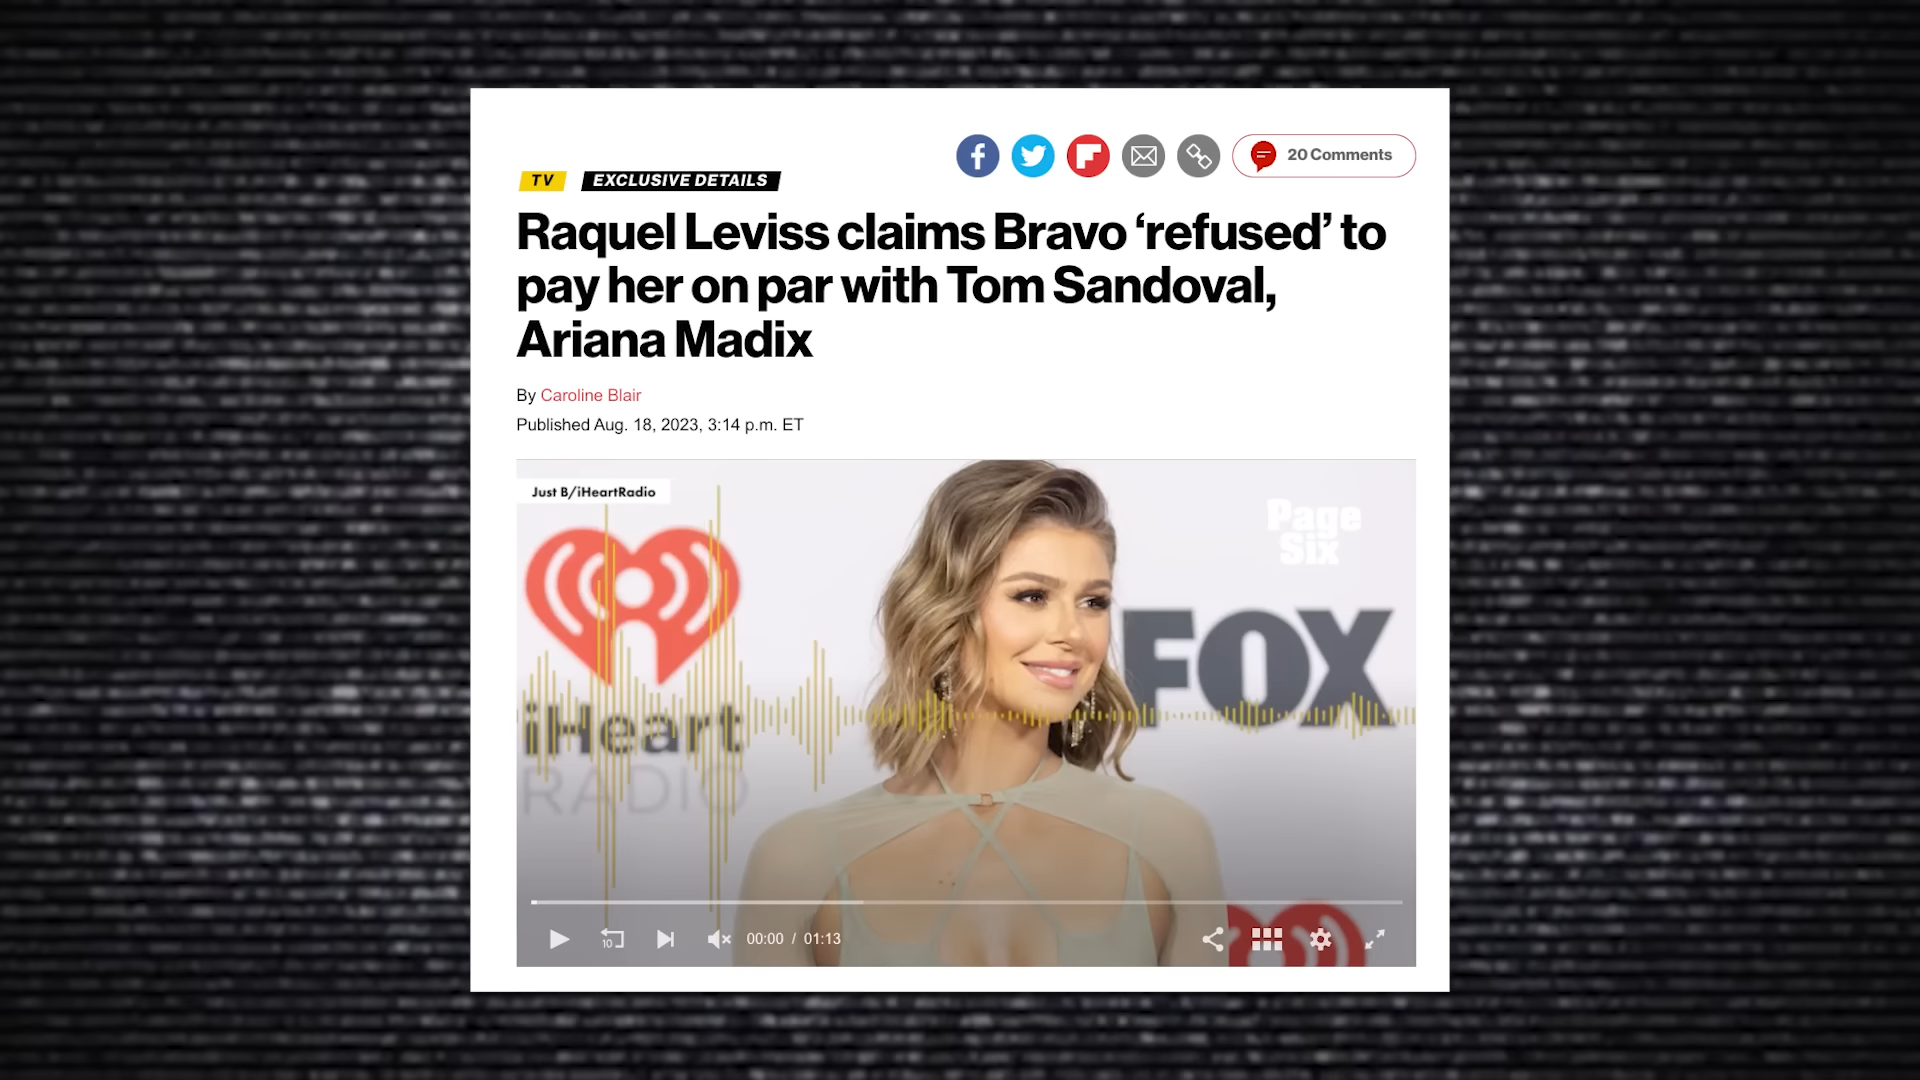 20 Comments
TV EXCLUSIVE DETAILS
Raquel Leviss claims Bravo ‘refused’ to
pay her on par with Tom Sandoval,
Ariana Madix
By Caroline Blair
Published Aug. 18, 2023, 3:14 p.m. ET
Just B/iHeartRadio
Page
Six
FOX
iHeart
RADIO
10
00:00 / 01:13